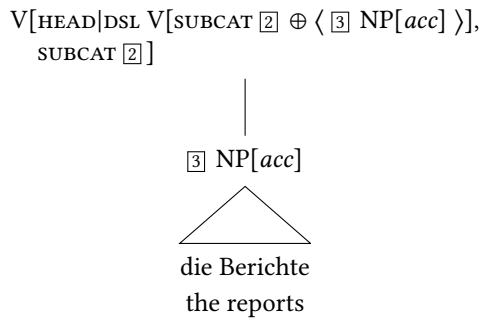 V[HEAD|DSL V[SUBCAT 2 ⊕ ⟨ 3 NP[acc] ⟩],
SUBCAT 2 ]
3 NP[acc]
die Berichte
the reports